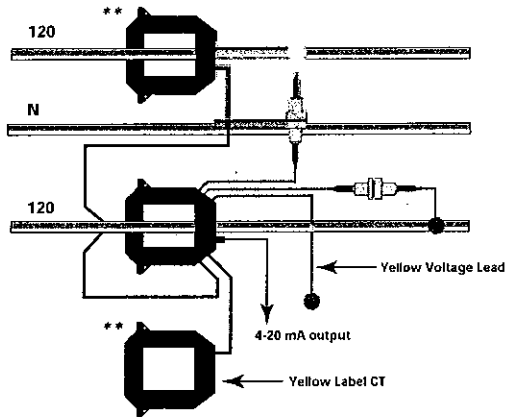 **
120
N
120
Yellow Voltage Lead
4-20 mA output
**
Yellow Label CT